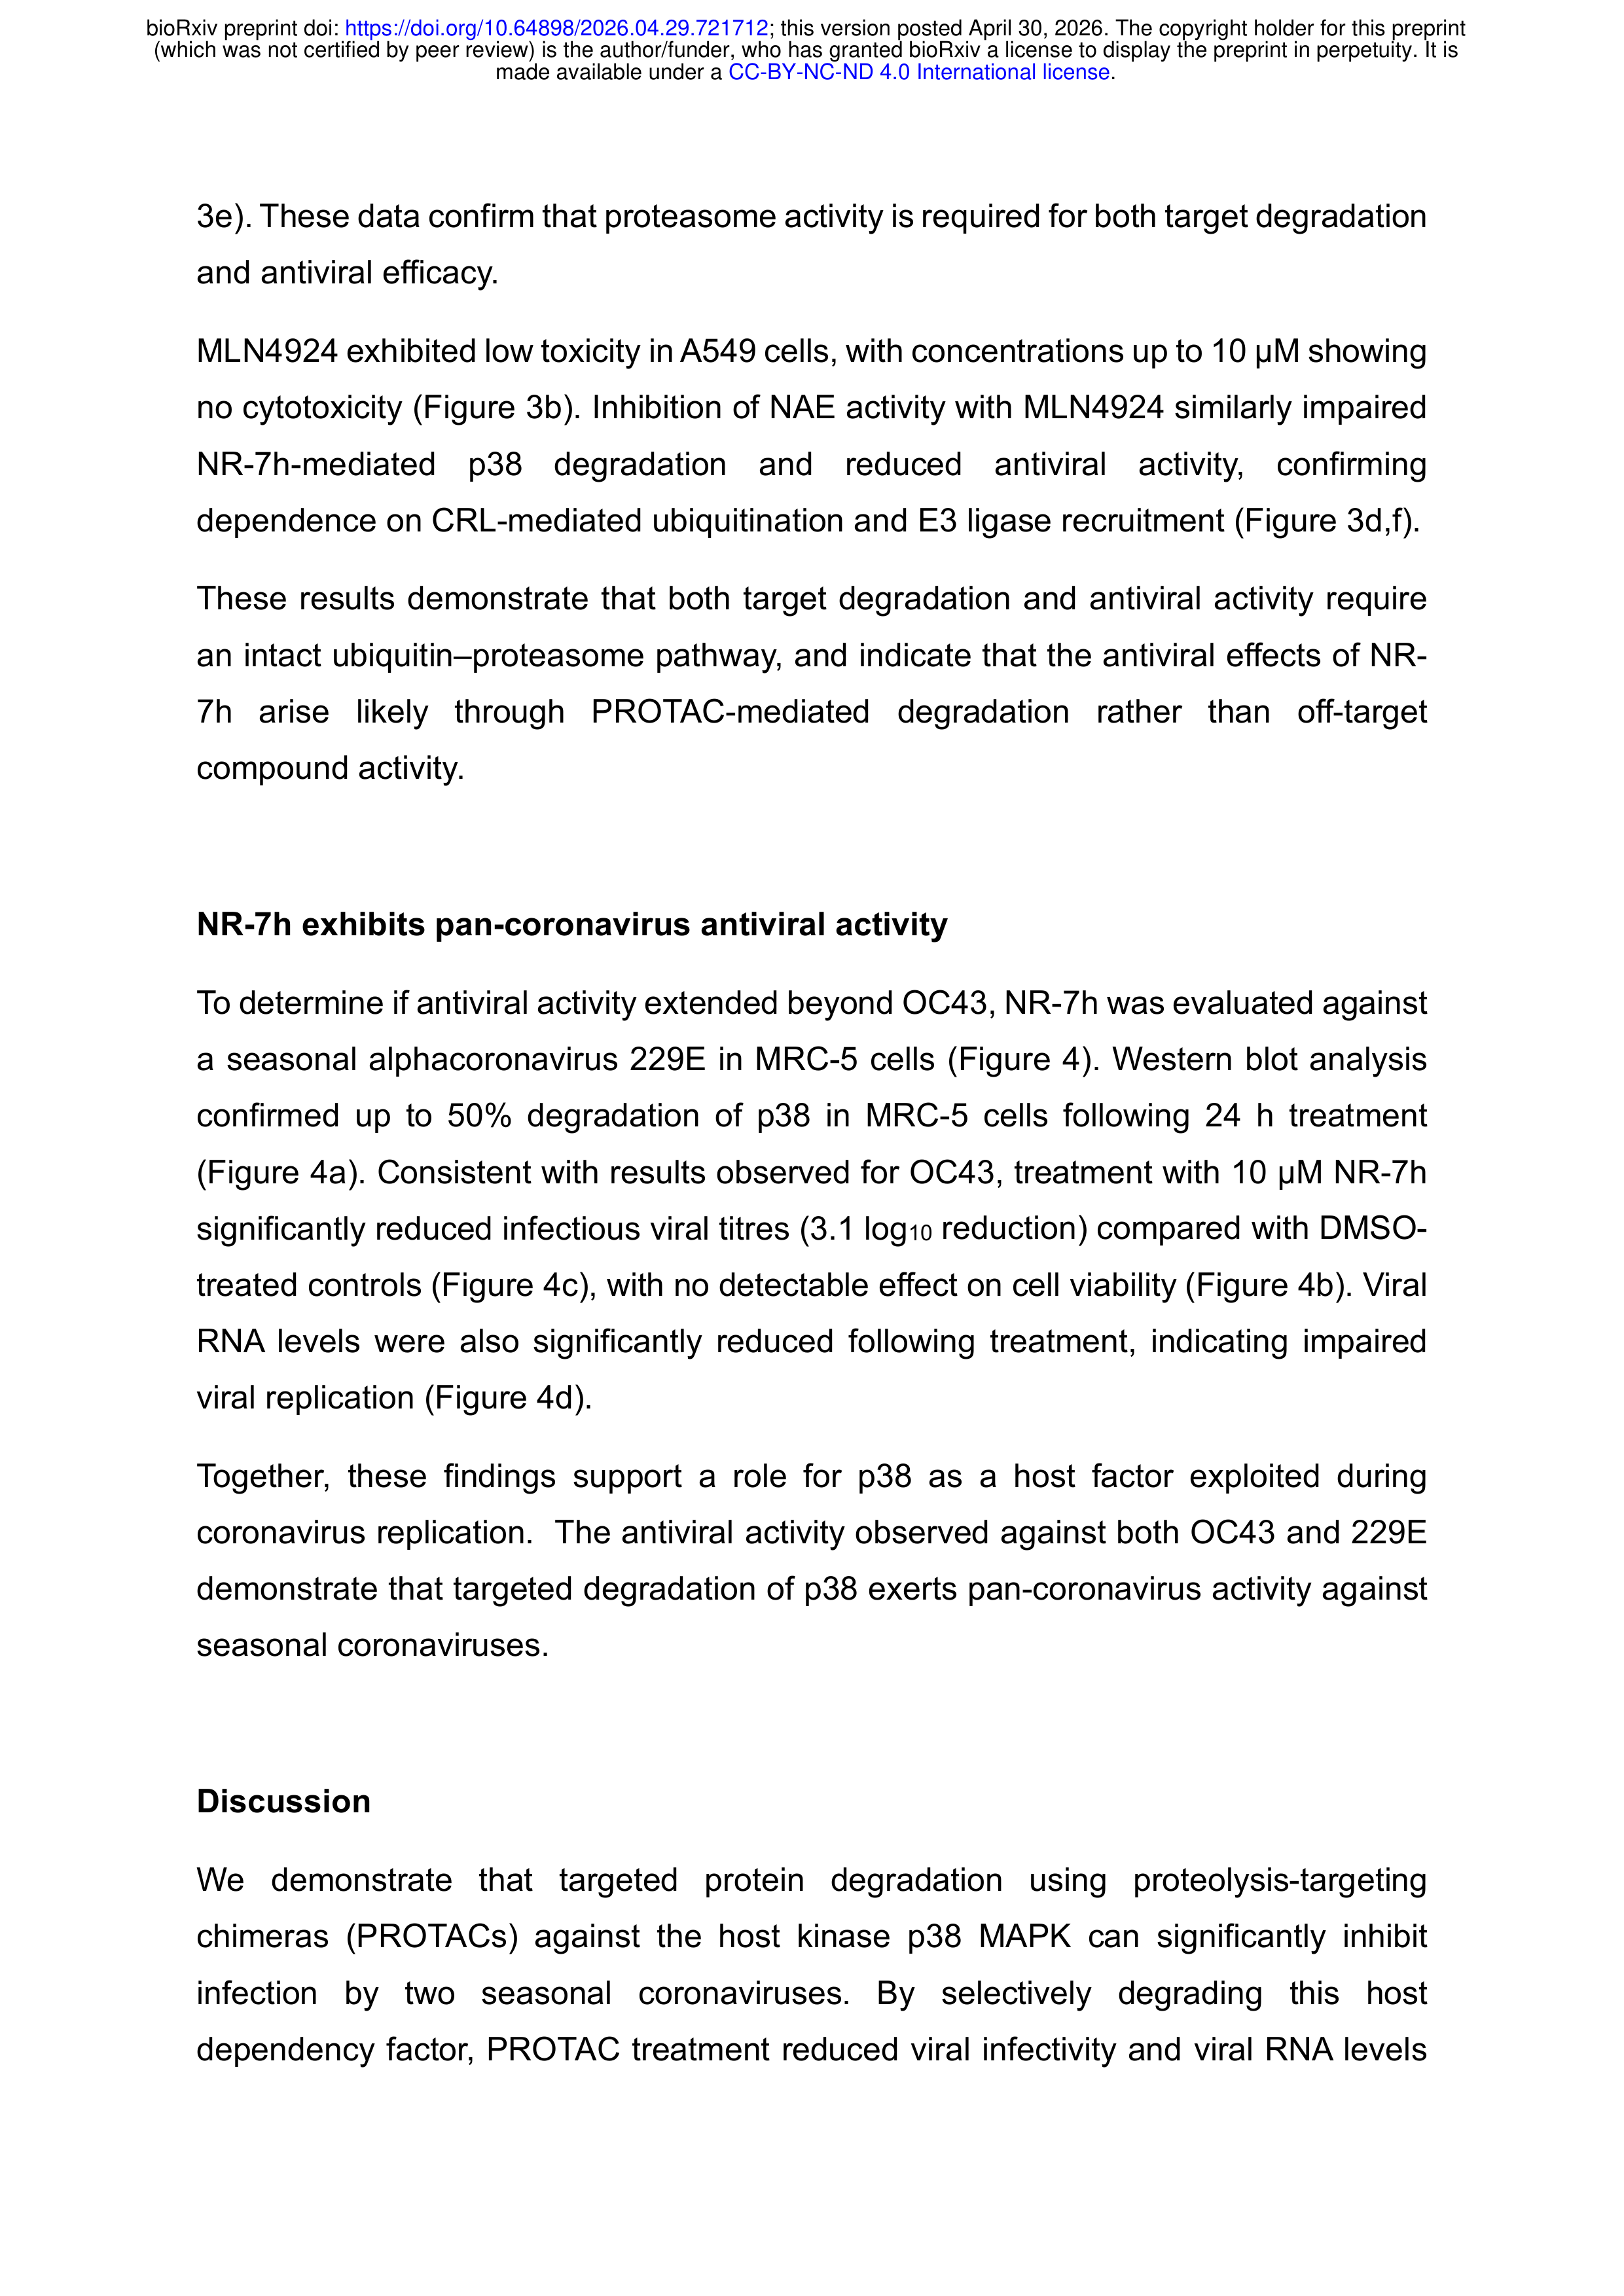 bioRxiv preprint doi: https://doi.org/10.64898/2026.04.29.721712; this version posted April 30, 2026. The copyright holder for this preprint
(which was not certified by peer review) is the author/funder, who has granted bioRxiv a license to display the preprint in perpetuity. It is
made available under a CC-BY-NC-ND 4.0 International license.
3e). These data confirm that proteasome activity is required for both target degradation
and antiviral efficacy.
MLN4924 exhibited low toxicity in A549 cells, with concentrations up to 10 μM showing
no cytotoxicity (Figure 3b). Inhibition of NAE activity with MLN4924 similarly impaired
NR-7h-mediated p38 degradation and reduced antiviral activity, confirming
dependence on CRL-mediated ubiquitination and E3 ligase recruitment (Figure 3d,f).
These results demonstrate that both target degradation and antiviral activity require
an intact ubiquitin–proteasome pathway, and indicate that the antiviral effects of NR-
7h arise likely through PROTAC-mediated degradation rather than off-target
compound activity.
NR-7h exhibits pan-coronavirus antiviral activity
To determine if antiviral activity extended beyond OC43, NR-7h was evaluated against
a seasonal alphacoronavirus 229E in MRC-5 cells (Figure 4). Western blot analysis
confirmed up to 50% degradation of p38 in MRC-5 cells following 24 h treatment
(Figure 4a). Consistent with results observed for OC43, treatment with 10 μM NR-7h
significantly reduced infectious viral titres (3.1 log10 reduction) compared with DMSO-
treated controls (Figure 4c), with no detectable effect on cell viability (Figure 4b). Viral
RNA levels were also significantly reduced following treatment, indicating impaired
viral replication (Figure 4d).
Together, these findings support a role for p38 as a host factor exploited during
coronavirus replication.  The antiviral activity observed against both OC43 and 229E
demonstrate that targeted degradation of p38 exerts pan-coronavirus activity against
seasonal coronaviruses.
Discussion
We demonstrate that targeted protein degradation using proteolysis-targeting
chimeras (PROTACs) against the host kinase p38 MAPK can significantly inhibit
infection by two seasonal coronaviruses. By selectively degrading this host
dependency factor, PROTAC treatment reduced viral infectivity and viral RNA levels